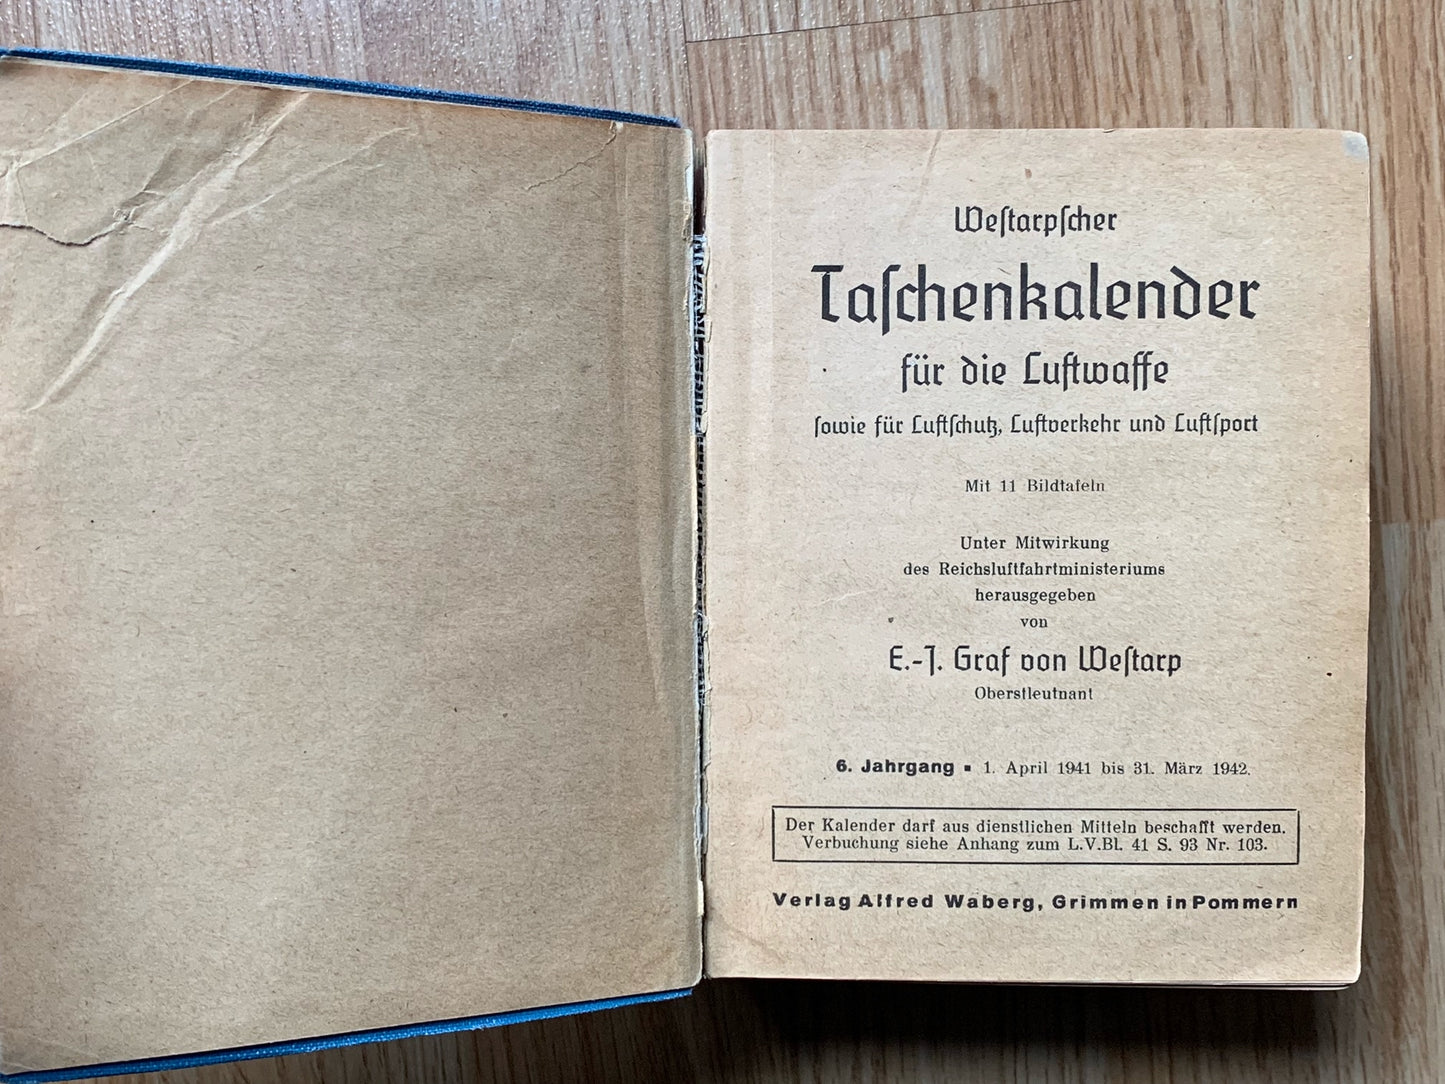 Westarpscher
Taschenkalender
für die Luftwaffe
sowie für Luftschutz, Luftverkehr und Luftsport
Mit 11 Bildtafeln
Unter Mitwirkung
des Reichsluftfahrtministeriums
herausgegeben
von
E.-J. Graf von Westarp
Oberstleutnant
6. Jahrgang ▪ 1. April 1941 bis 31. März 1942.
Der Kalender darf aus dienstlichen Mitteln beschafft werden.
Verbuchung siehe Anhang zum L.V.Bl. 41 S. 93 Nr. 103.
Verlag Alfred Waberg, Grimmen in Pommern